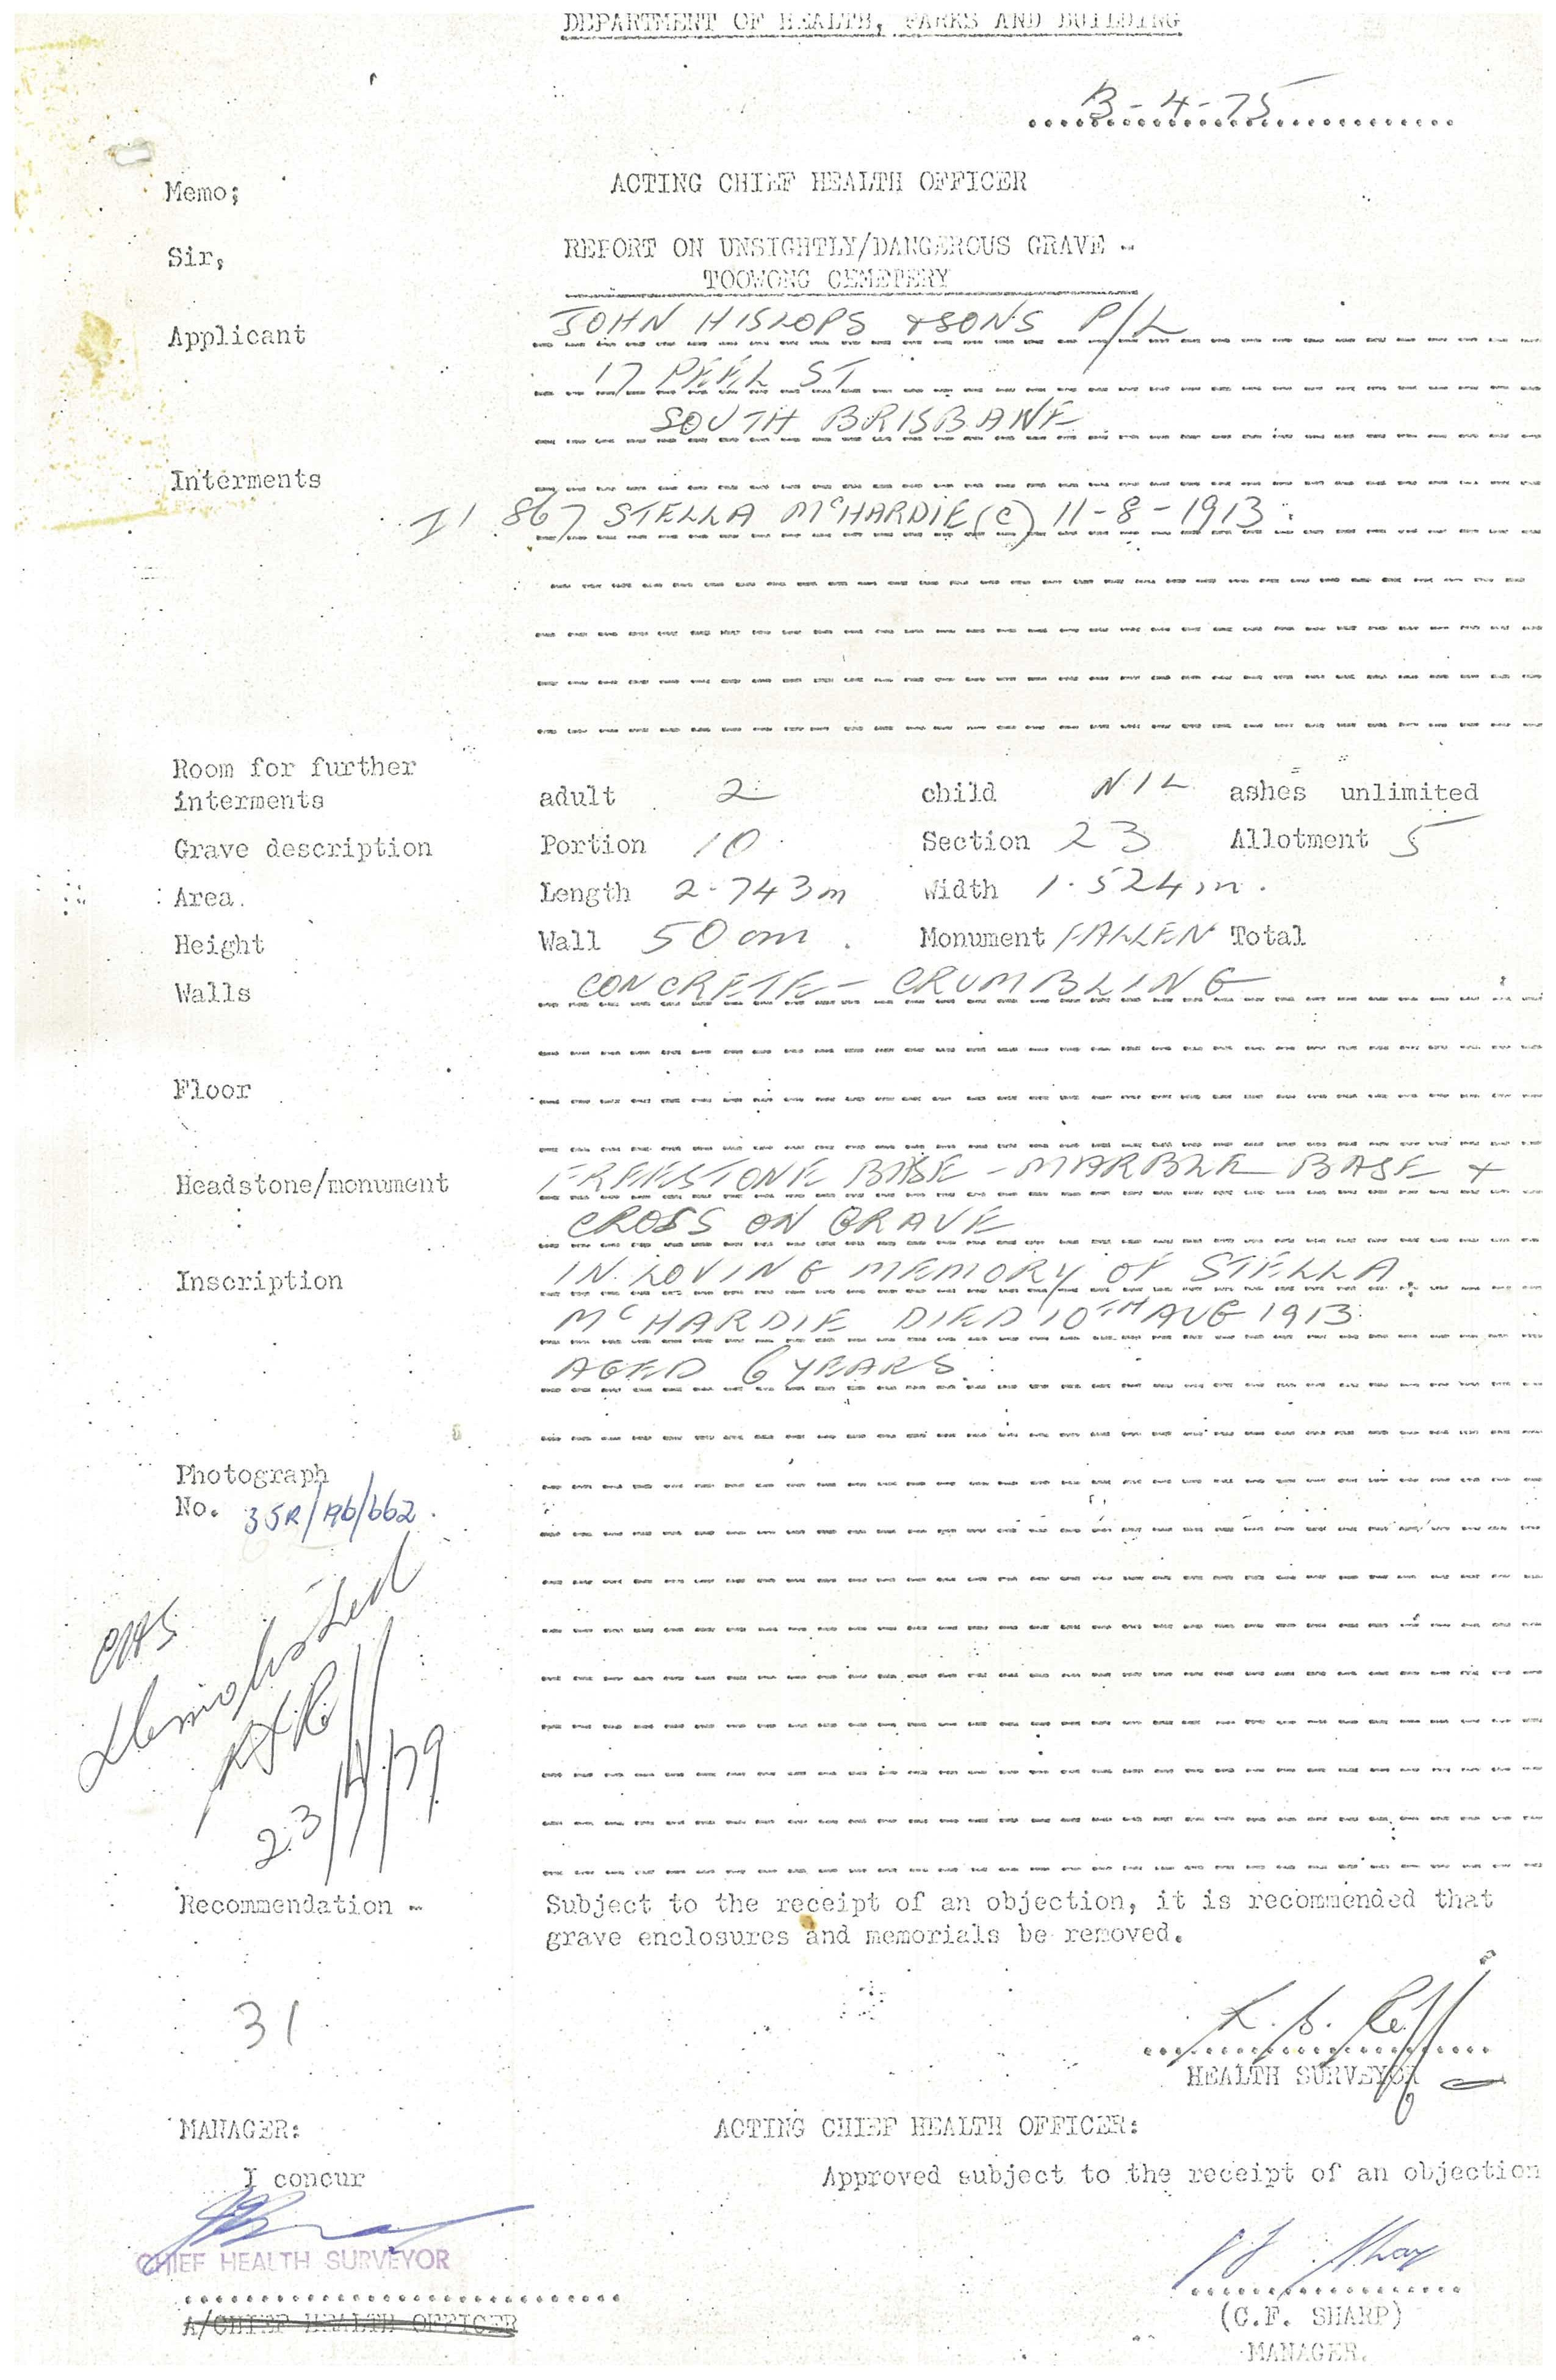 DEPARTMENT OF HEALTH, PARKS AND BUILDING
3-4-75
Memo; ACTING CHIEF HEALTH OFFICER
Sir, REPORT ON UNSIGHTLY/DANGEROUS GRAVE -
TOOWONG CEMETERY
Applicant JOHN HISLOPS & SONS P/L
17 PEEL ST
SOUTH BRISBANE
Interments
867 STELLA McHARDIE (C) 11-8-1913
Room for further
interments adult 2 child NIL ashes unlimited
Grave description Portion 10 Section 23 Allotment 5
Area. Length 2.743m Width 1.524m.
Height Wall 50cm. Monument FALLEN Total
Walls CONCRETE - CRUMBLING
Floor
Headstone/monument FREESTONE BASE - MARBLE BASE +
CROSS ON GRAVE
Inscription IN LOVING MEMORY OF STELLA
McHARDIE DIED 10TH AUG 1913
AGED 6 YEARS
Photograph
No. 35R/Ab/662.
Demolished
23/4/79
Recommendation - Subject to the receipt of an objection, it is recommended that
grave enclosures and memorials be removed.
31
HEALTH SURVEYOR
MANAGER: ACTING CHIEF HEALTH OFFICER:
I concur Approved subject to the receipt of an objection
CHIEF HEALTH SURVEYOR
A/CHIEF HEALTH OFFICER
(C.F. SHARP)
MANAGER.